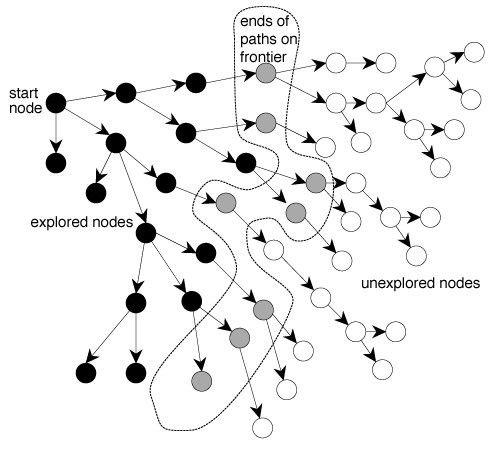 ends of
paths on
frontier
start
node
explored nodes
unexplored nodes